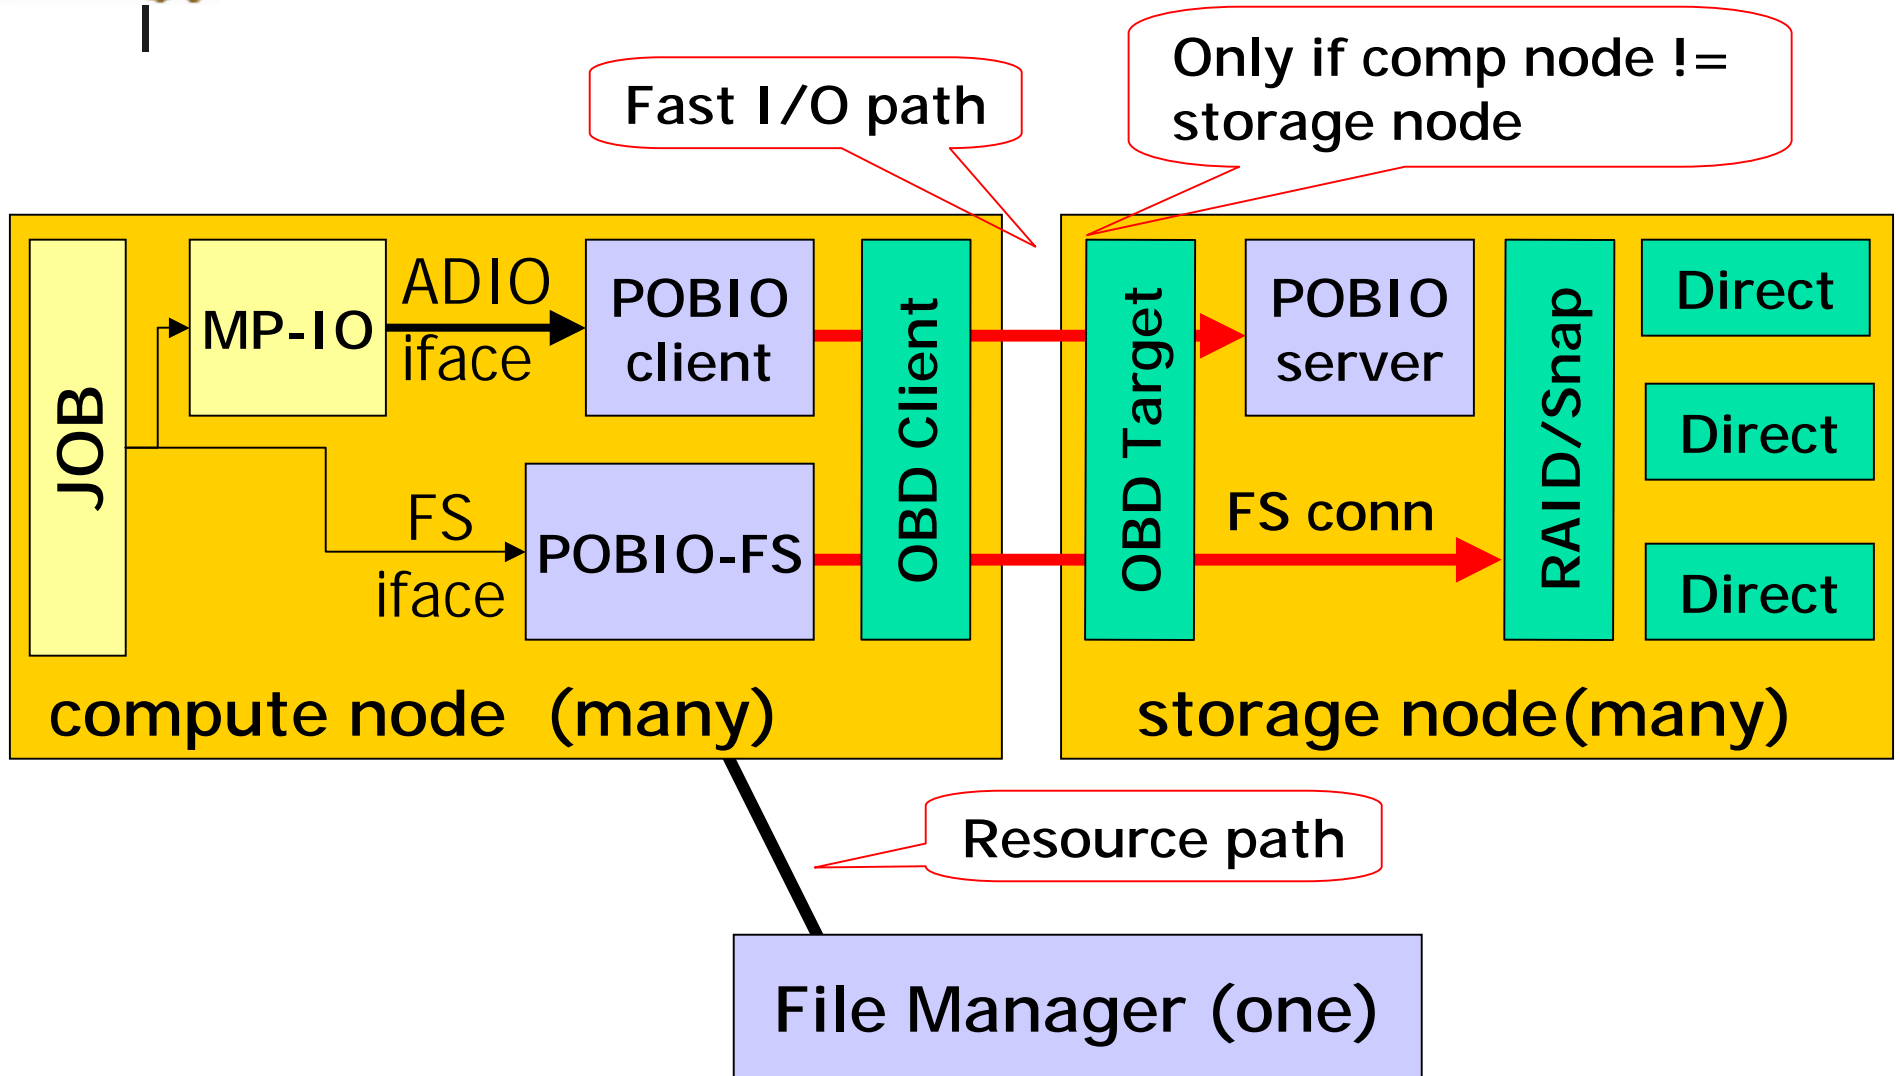 Fast I/O path
Only if comp node !=
storage node
JOB
MP-IO
ADIO
iface
POBIO
client
FS
iface
POBIO-FS
OBD Client
OBD Target
POBIO
server
FS conn
RAID/Snap
Direct
Direct
Direct
compute node (many)
storage node(many)
Resource path
File Manager (one)